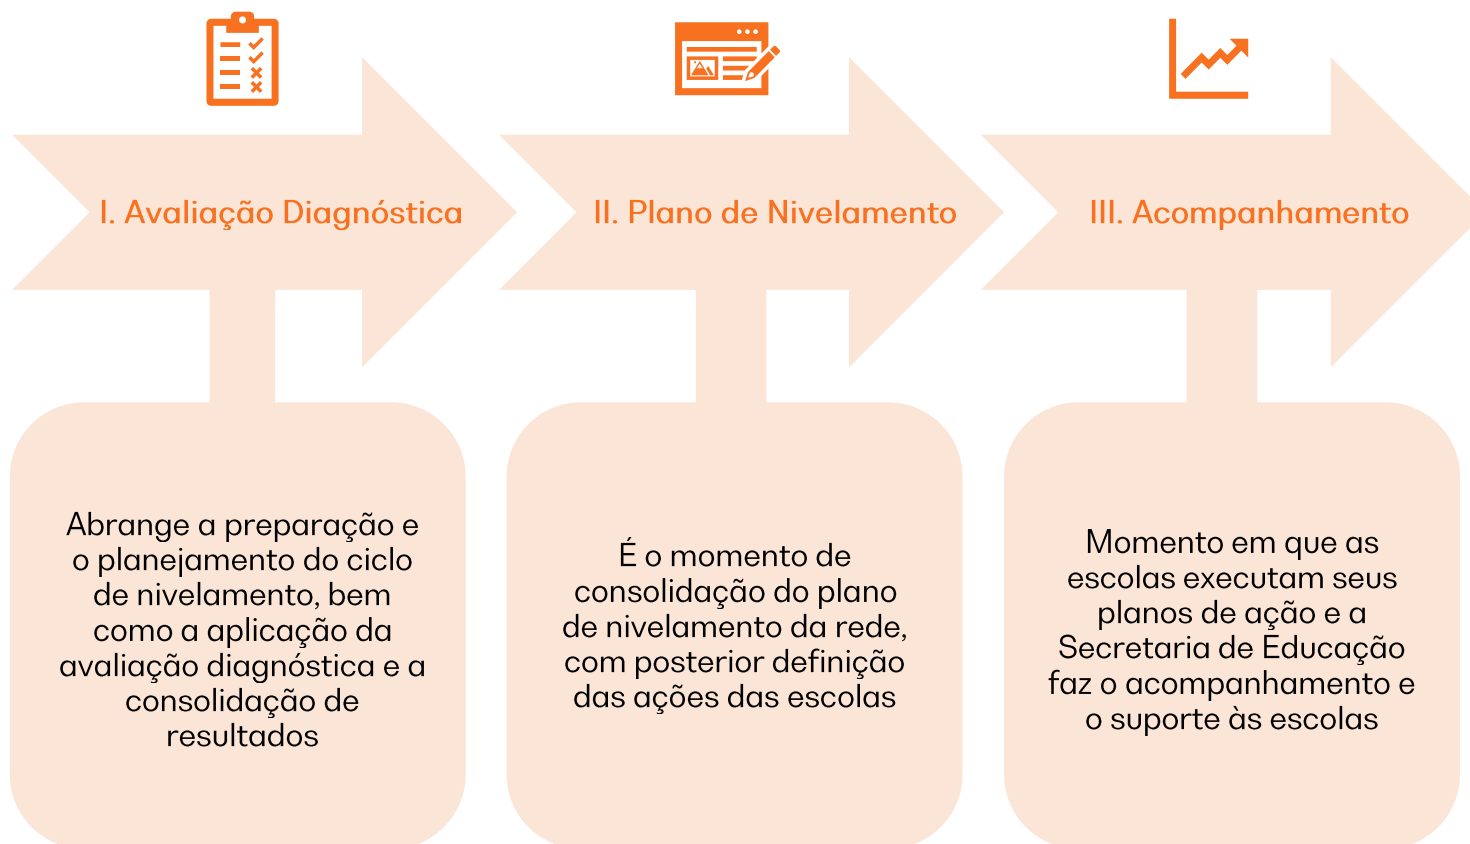 I. Avaliação Diagnóstica
II. Plano de Nivelamento
III. Acompanhamento
Abrange a preparação e
o planejamento do ciclo
de nivelamento, bem
como a aplicação da
avaliação diagnóstica e a
consolidação de
resultados
É o momento de
consolidação do plano
de nivelamento da rede,
com posterior definição
das ações das escolas
Momento em que as
escolas executam seus
planos de ação e a
Secretaria de Educação
faz o acompanhamento e
o suporte às escolas